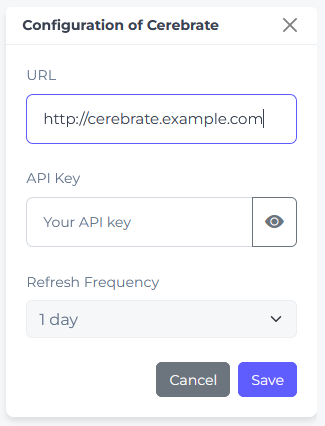 Configuration of Cerebrate
URL
http://cerebrate.example.com
API Key
Your API key
Refresh Frequency
1 day
Cancel Save